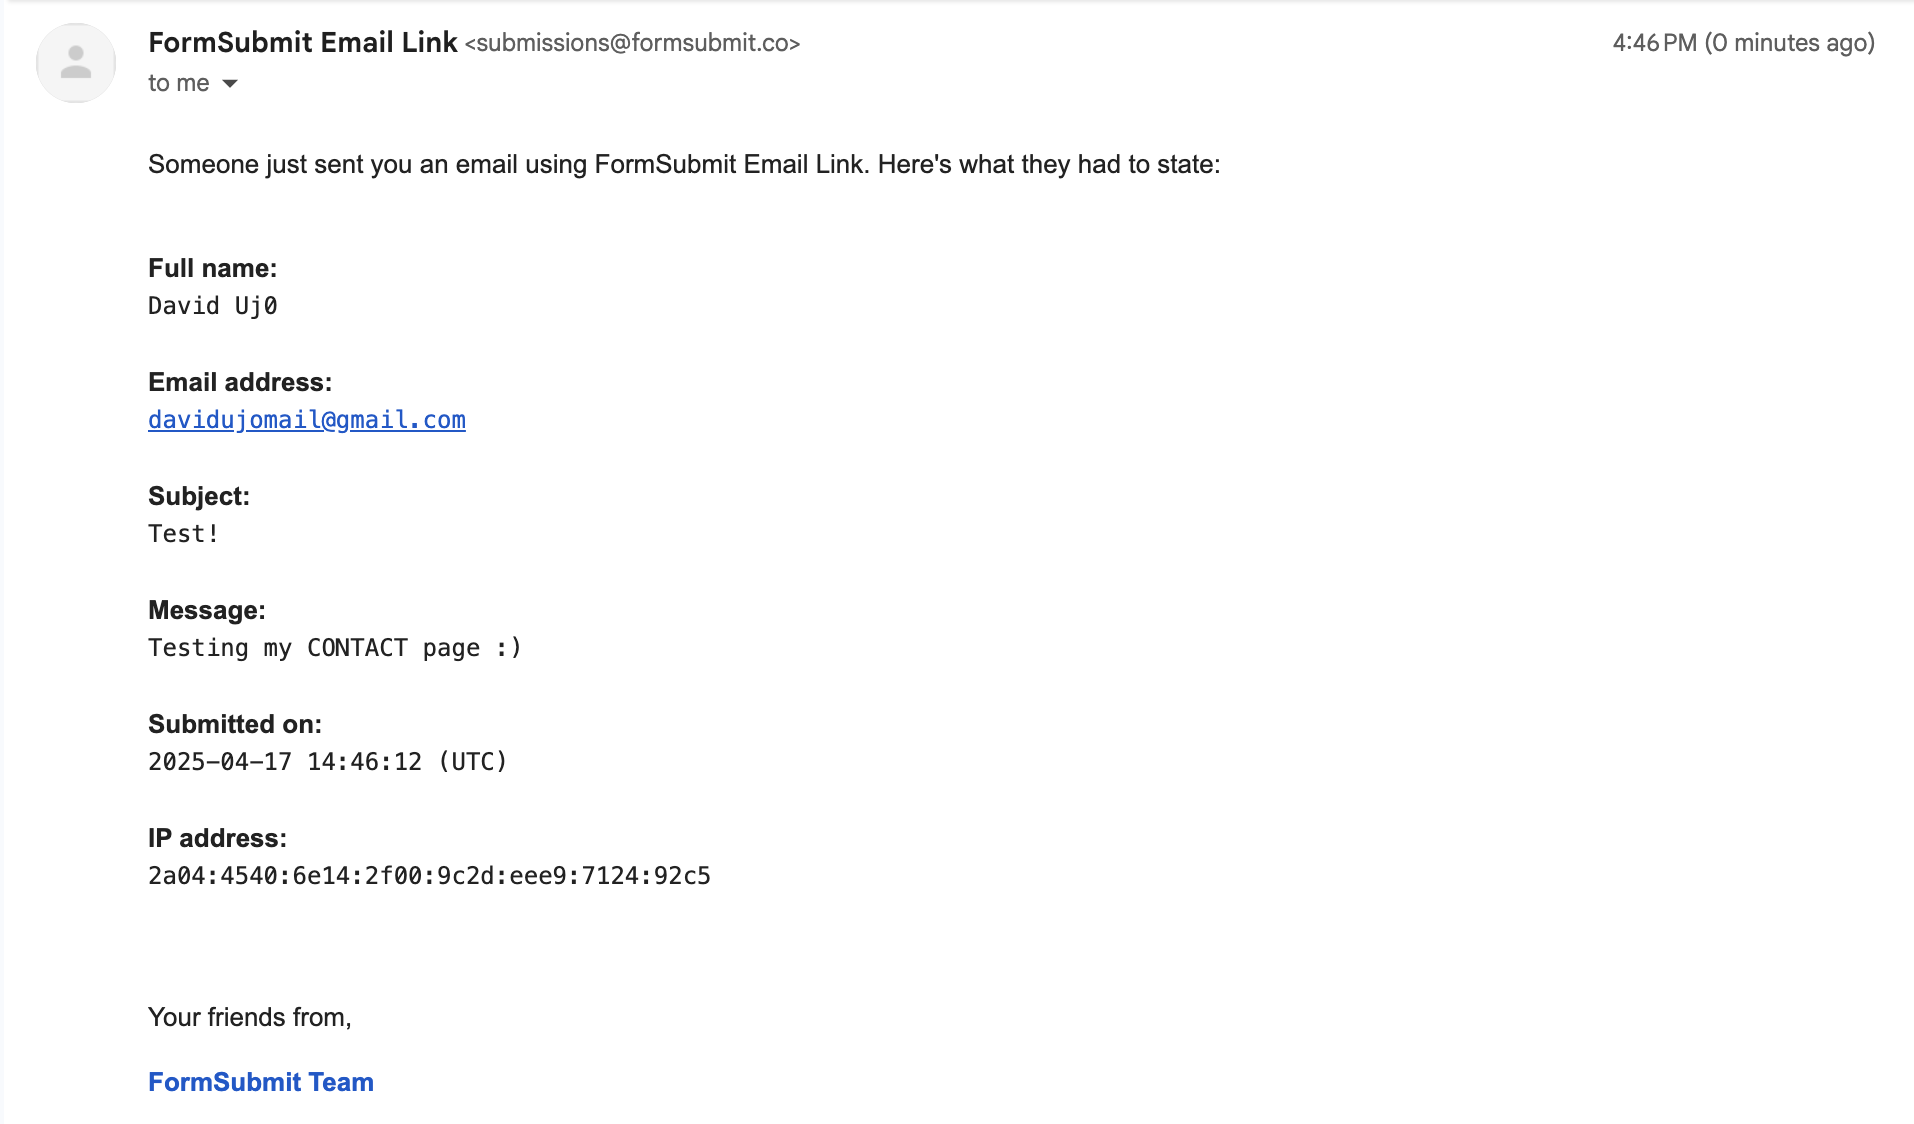 FormSubmit Email Link <submissions@formsubmit.co>
4:46 PM (0 minutes ago)
to me
Someone just sent you an email using FormSubmit Email Link. Here's what they had to state:
Full name:
David Uj0
Email address:
davidujomail@gmail.com
Subject:
Test!
Message:
Testing my CONTACT page :)
Submitted on:
2025-04-17 14:46:12 (UTC)
IP address:
2a04:4540:6e14:2f00:9c2d:eee9:7124:92c5
Your friends from,
FormSubmit Team